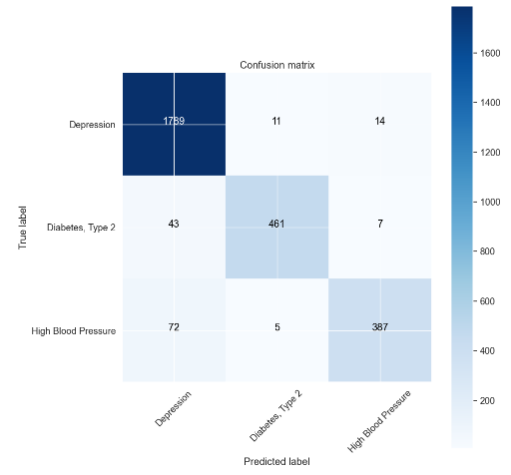 Confusion matrix
True label
Depression
1789 11 14
Diabetes, Type 2
43 461 7
High Blood Pressure
72 5 387
Depression
Diabetes, Type 2
High Blood Pressure
Predicted label
1600
1400
1200
1000
800
600
400
200